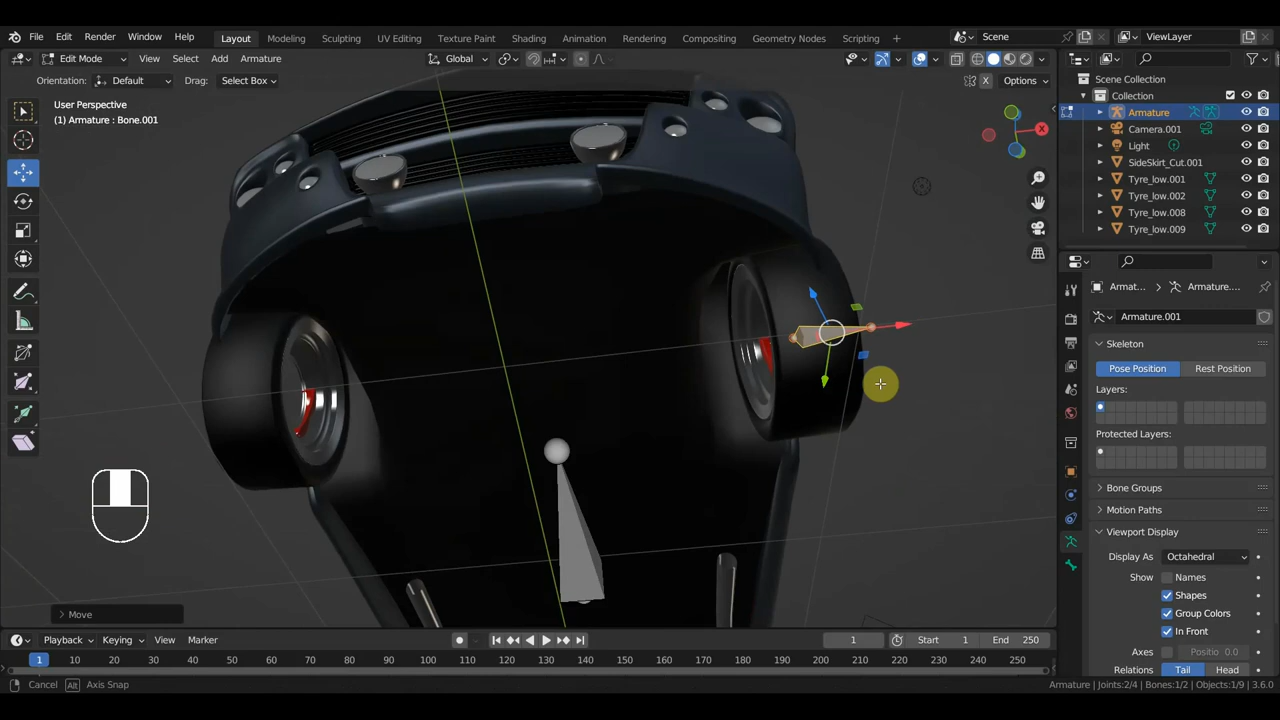 File Edit Render Window Help Layout Modeling Sculpting UV Editing Texture Paint Shading Animation Rendering Compositing Geometry Nodes Scripting + Scene ViewLayer
Edit Mode View Select Add Armature Global
Orientation: Default Drag: Select Box X Options
User Perspective
(1) Armature : Bone.001
X
Scene Collection
Collection
Armature
Camera.001
Light
SideSkirt_Cut.001
Tyre_low.001
Tyre_low.002
Tyre_low.008
Tyre_low.009
Armat... > Armature....
Armature.001
Skeleton
Pose Position Rest Position
Layers:
Protected Layers:
Bone Groups
Motion Paths
Viewport Display
Display As Octahedral
Show Names
Shapes
Group Colors
In Front
Axes Positio 0.0
Relations Tail Head
> Move
Playback Keying View Marker 1 Start 1 End 250
1 10 20 30 40 50 60 70 80 90 100 110 120 130 140 150 160 170 180 190 200 210 220 230 240 250
Cancel Alt Axis Snap Armature | Joints:2/4 | Bones:1/2 | Objects:1/9 | 3.6.0